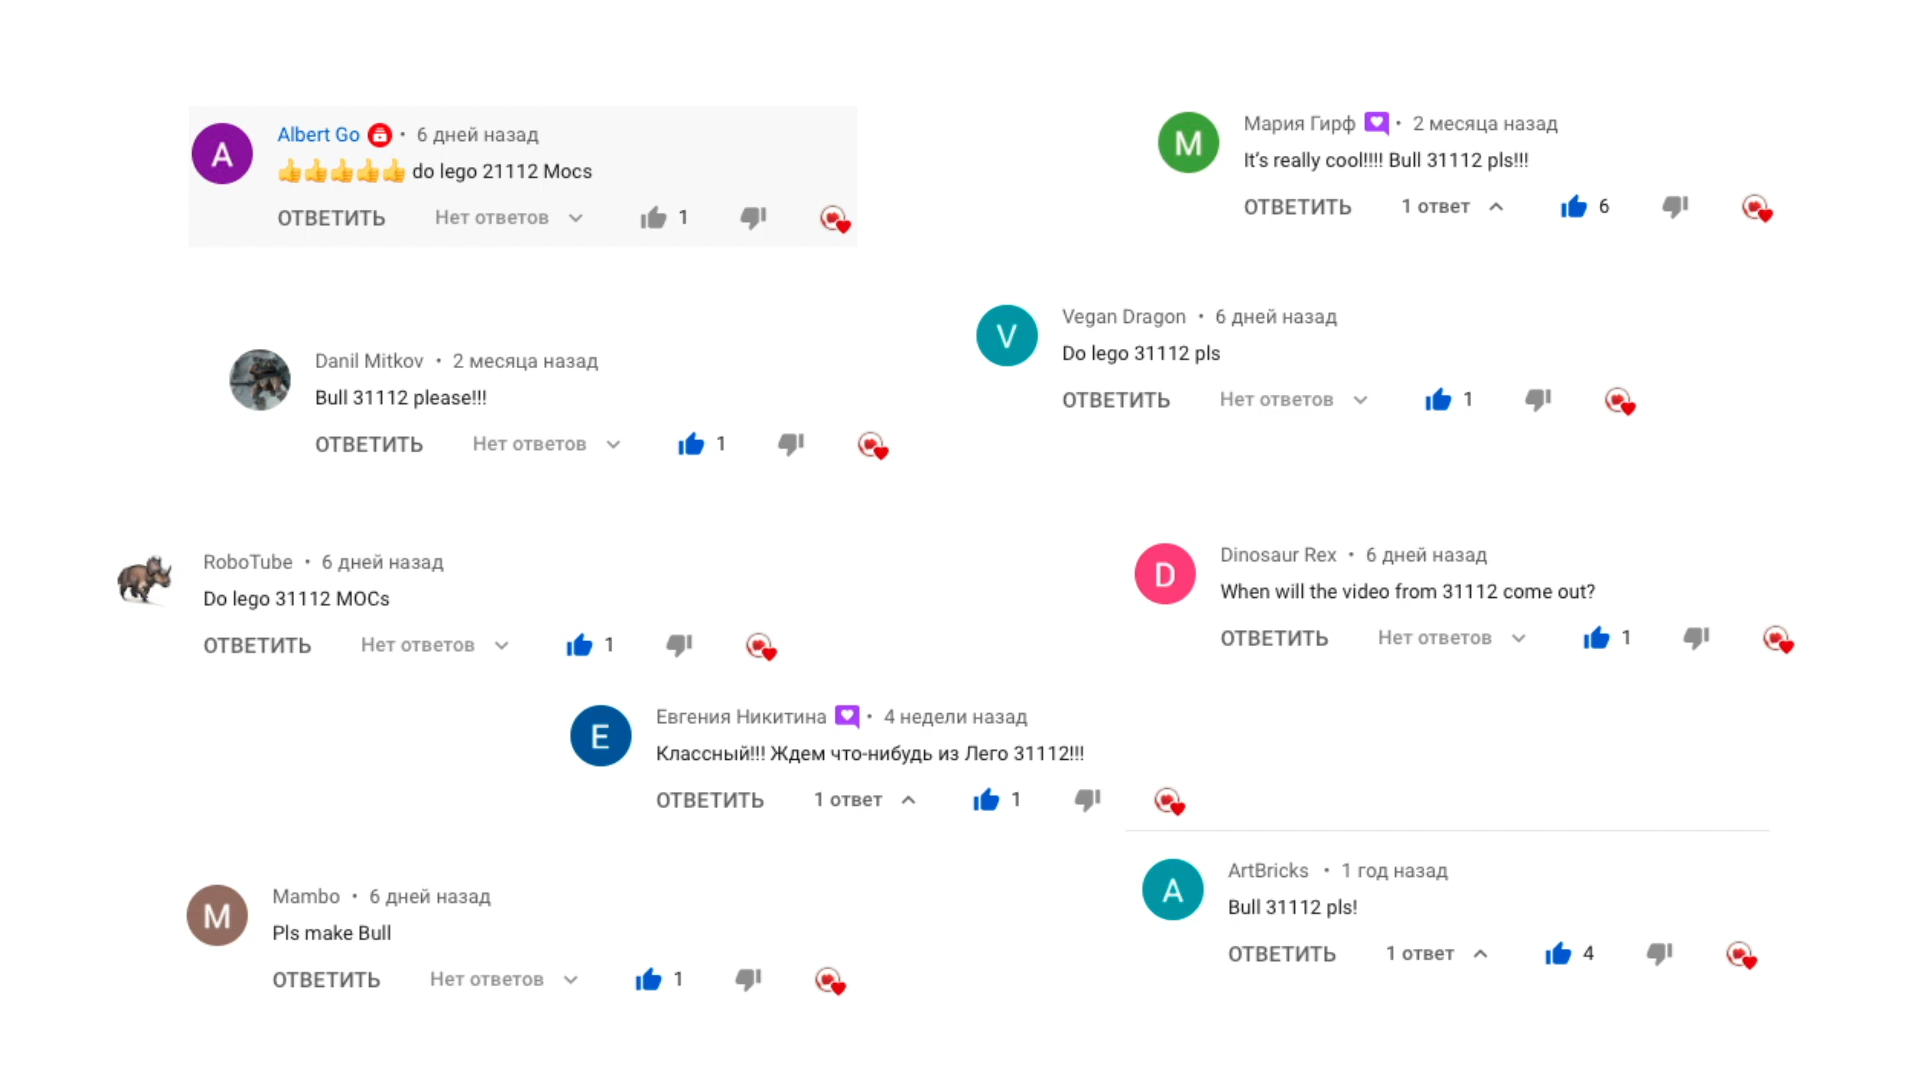 A
Albert Go • 6 дней назад
👍👍👍👍👍 do lego 21112 Mocs
ОТВЕТИТЬ Нет ответов 1
M
Мария Гирф • 2 месяца назад
It's really cool!!!! Bull 31112 pls!!!
ОТВЕТИТЬ 1 ответ 6
V
Vegan Dragon • 6 дней назад
Do lego 31112 pls
ОТВЕТИТЬ Нет ответов 1
Danil Mitkov • 2 месяца назад
Bull 31112 please!!!
ОТВЕТИТЬ Нет ответов 1
RoboTube • 6 дней назад
Do lego 31112 MOCs
ОТВЕТИТЬ Нет ответов 1
D
Dinosaur Rex • 6 дней назад
When will the video from 31112 come out?
ОТВЕТИТЬ Нет ответов 1
Е
Евгения Никитина • 4 недели назад
Классный!!! Ждем что-нибудь из Лего 31112!!!
ОТВЕТИТЬ 1 ответ 1
M
Mambo • 6 дней назад
Pls make Bull
ОТВЕТИТЬ Нет ответов 1
A
ArtBricks • 1 год назад
Bull 31112 pls!
ОТВЕТИТЬ 1 ответ 4